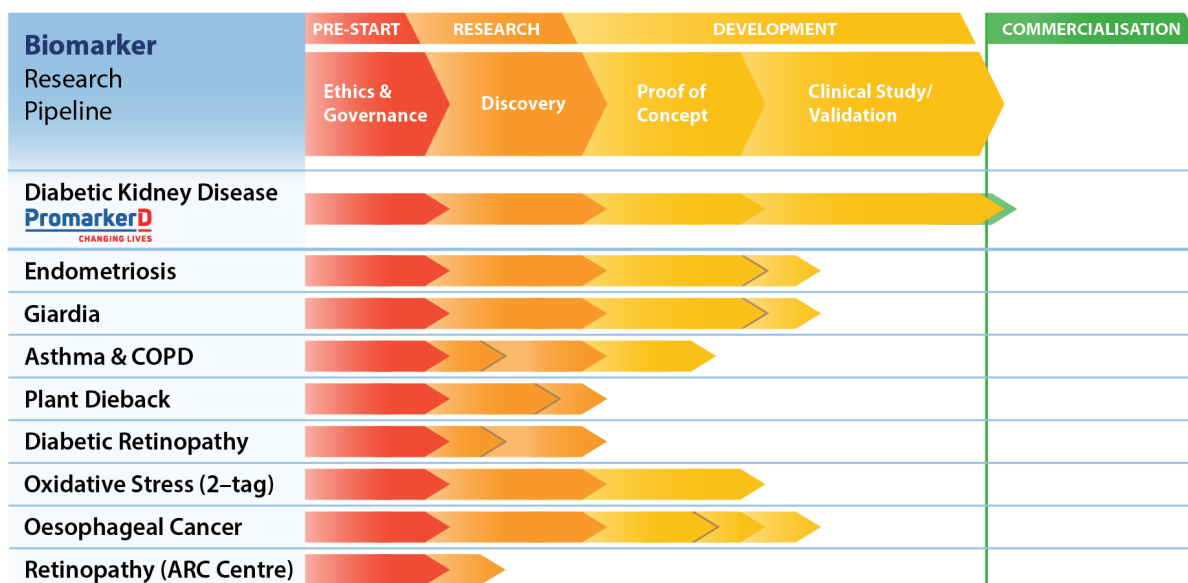 Biomarker
Research
Pipeline
PRE-START
RESEARCH
DEVELOPMENT
COMMERCIALISATION
Ethics &
Governance
Discovery
Proof of
Concept
Clinical Study/
Validation
Diabetic Kidney Disease
PromarkerD
CHANGING LIVES
Endometriosis
Giardia
Asthma & COPD
Plant Dieback
Diabetic Retinopathy
Oxidative Stress (2–tag)
Oesophageal Cancer
Retinopathy (ARC Centre)